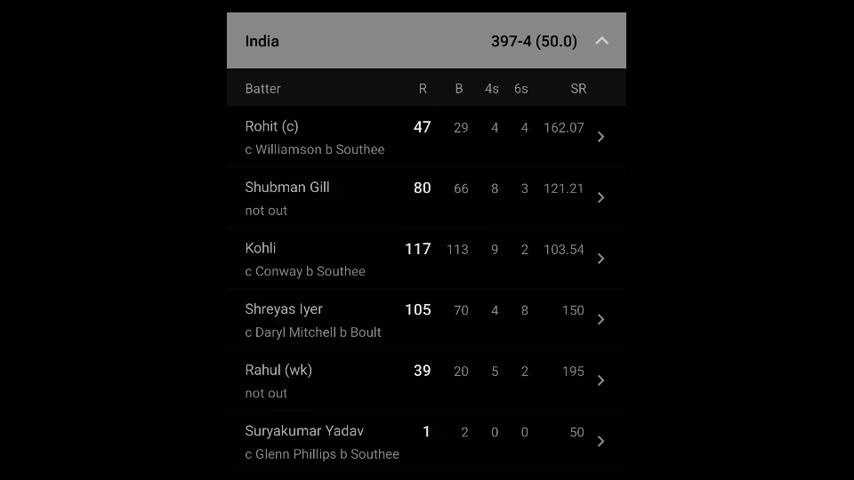 India 397-4 (50.0)
Batter R B 4s 6s SR
Rohit (c) 47 29 4 4 162.07
c Williamson b Southee
Shubman Gill 80 66 8 3 121.21
not out
Kohli 117 113 9 2 103.54
c Conway b Southee
Shreyas Iyer 105 70 4 8 150
c Daryl Mitchell b Boult
Rahul (wk) 39 20 5 2 195
not out
Suryakumar Yadav 1 2 0 0 50
c Glenn Phillips b Southee